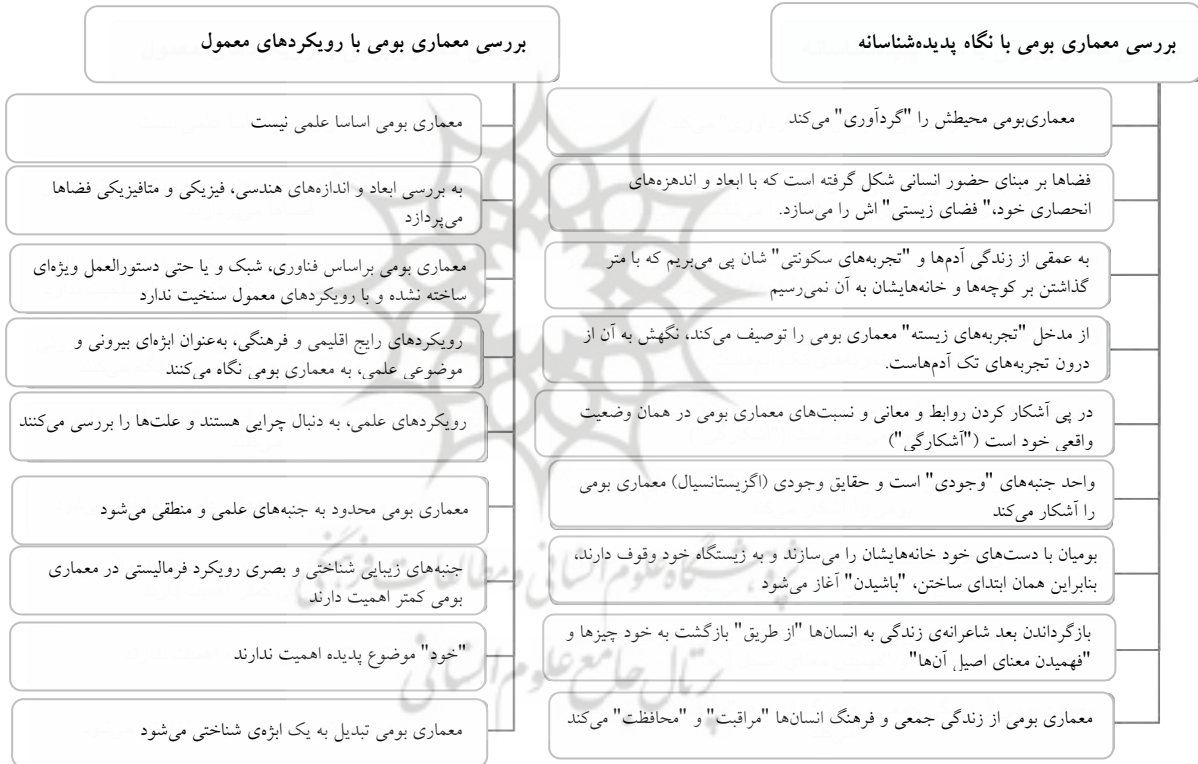 بررسی معماری بومی با نگاه پدیده‌شناسانه
معماری‌بومی محیطش را "گردآوری" می‌کند
فضاها بر مبنای حضور انسانی شکل گرفته است که با ابعاد و اندهزه‌های
انحصاری خود،" فضای زیستی" اش را می‌سازد.
به عمقی از زندگی آدم‌ها و "تجربه‌های سکونتی" شان پی می‌بریم که با متر
گذاشتن بر کوچه‌ها و خانه‌هایشان به آن نمی‌رسیم
از مدخل "تجربه‌های زیسته" معماری بومی را توصیف می‌کند، نگهش به آن از
درون تجربه‌های تک آدم‌هاست.
در پی آشکار کردن روابط و معانی و نسبت‌های معماری بومی در همان وضعیت
واقعی خود است ("آشکارگی")
واحد جنبه‌های "وجودی" است و حقایق وجودی (اگزیستانسیال) معماری بومی
را آشکار می‌کند
بومیان با دست‌های خود خانه‌هایشان را می‌سازند و به زیستگاه خود وقوف دارند،
بنابراین همان ابتدای ساختن، "باشیدن" آغاز می‌شود
بازگرداندن بعد شاعرانه‌ی زندگی به انسان‌ها "از طریق" بازگشت به خود چیزها و
"فهمیدن معنای اصیل آن‌ها"
معماری بومی از زندگی جمعی و فرهنگ انسان‌ها "مراقبت" و "محافظت" می‌کند
بررسی معماری بومی با رویکردهای معمول
معماری بومی اساسا علمی نیست
به بررسی ابعاد و اندازه‌های هندسی، فیزیکی و متافیزیکی فضاها
می‌پردازد
معماری بومی براساس فناوری، شبک و یا حتی دستورالعمل ویژه‌ای
ساخته نشده و با رویکردهای معمول سنخیت ندارد
رویکردهای رایج اقلیمی و فرهنگی، به‌عنوان ابژه‌ای بیرونی و
موضوعی علمی، به معماری بومی نگاه می‌کنند
رویکردهای علمی، به دنبال چرایی هستند و علت‌ها را بررسی می‌کنند
معماری بومی محدود به جنبه‌های علمی و منطقی می‌شود
جنبه‌های زیبایی شناختی و بصری رویکرد فرمالیستی در معماری
بومی کمتر اهمیت دارند
"خود" موضوع پدیده اهمیت ندارند
معماری بومی تبدیل به یک ابژه‌ی شناختی می‌شود
پژوهشگاه علوم انسانی و مطالعات فرهنگی
پرتال جامع علوم انسانی